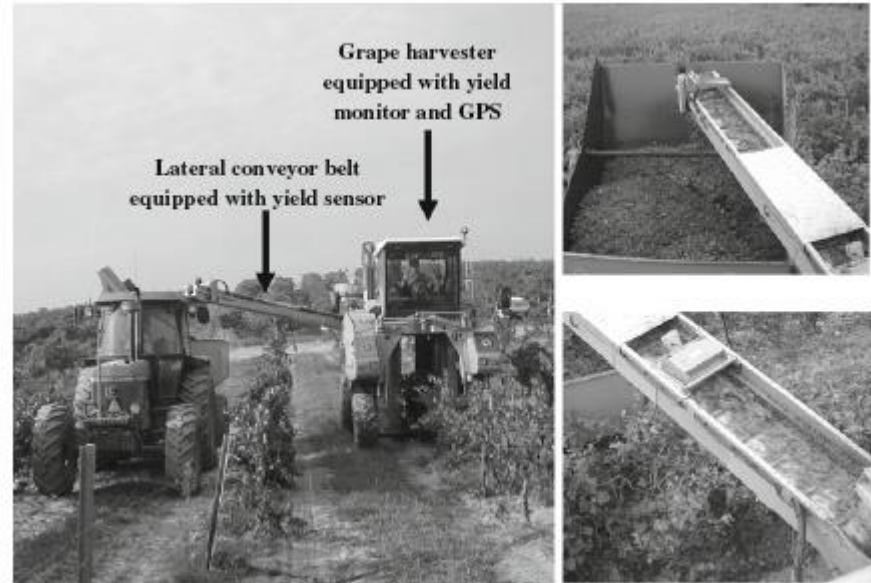 Grape harvester
equipped with yield
monitor and GPS
Lateral conveyor belt
equipped with yield sensor